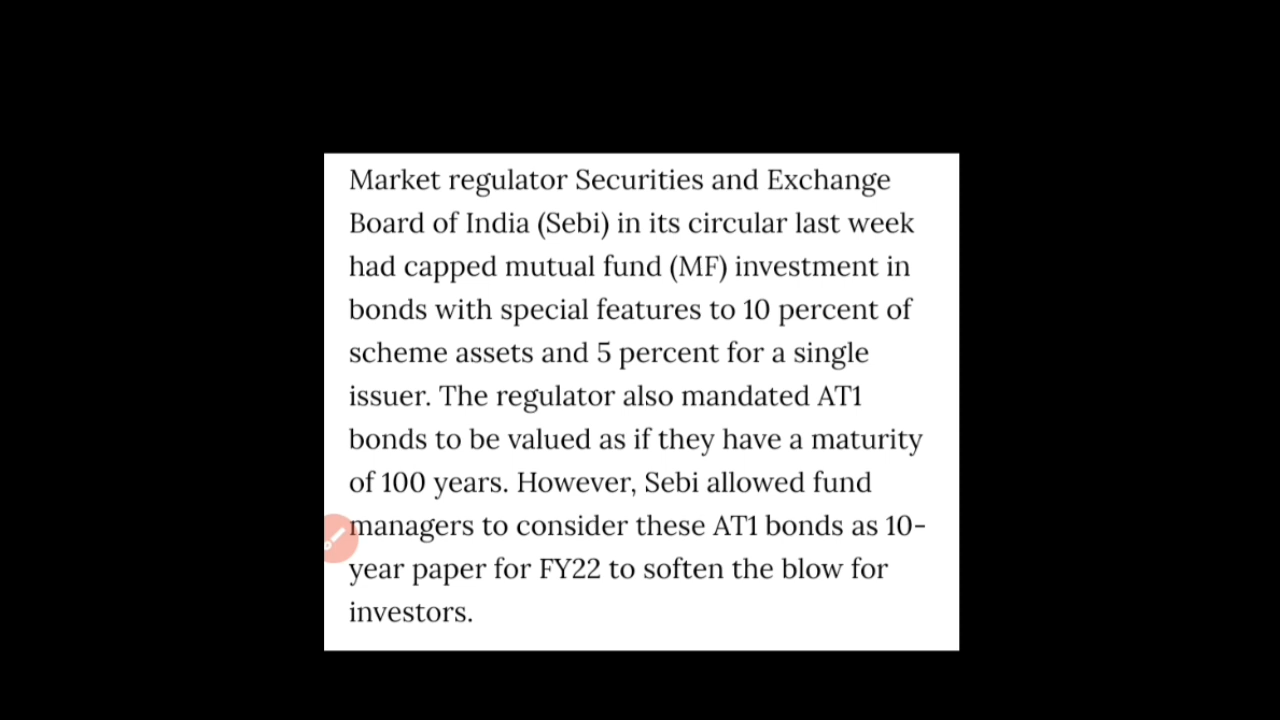 Market regulator Securities and Exchange
Board of India (Sebi) in its circular last week
had capped mutual fund (MF) investment in
bonds with special features to 10 percent of
scheme assets and 5 percent for a single
issuer. The regulator also mandated AT1
bonds to be valued as if they have a maturity
of 100 years. However, Sebi allowed fund
managers to consider these AT1 bonds as 10-
year paper for FY22 to soften the blow for
investors.